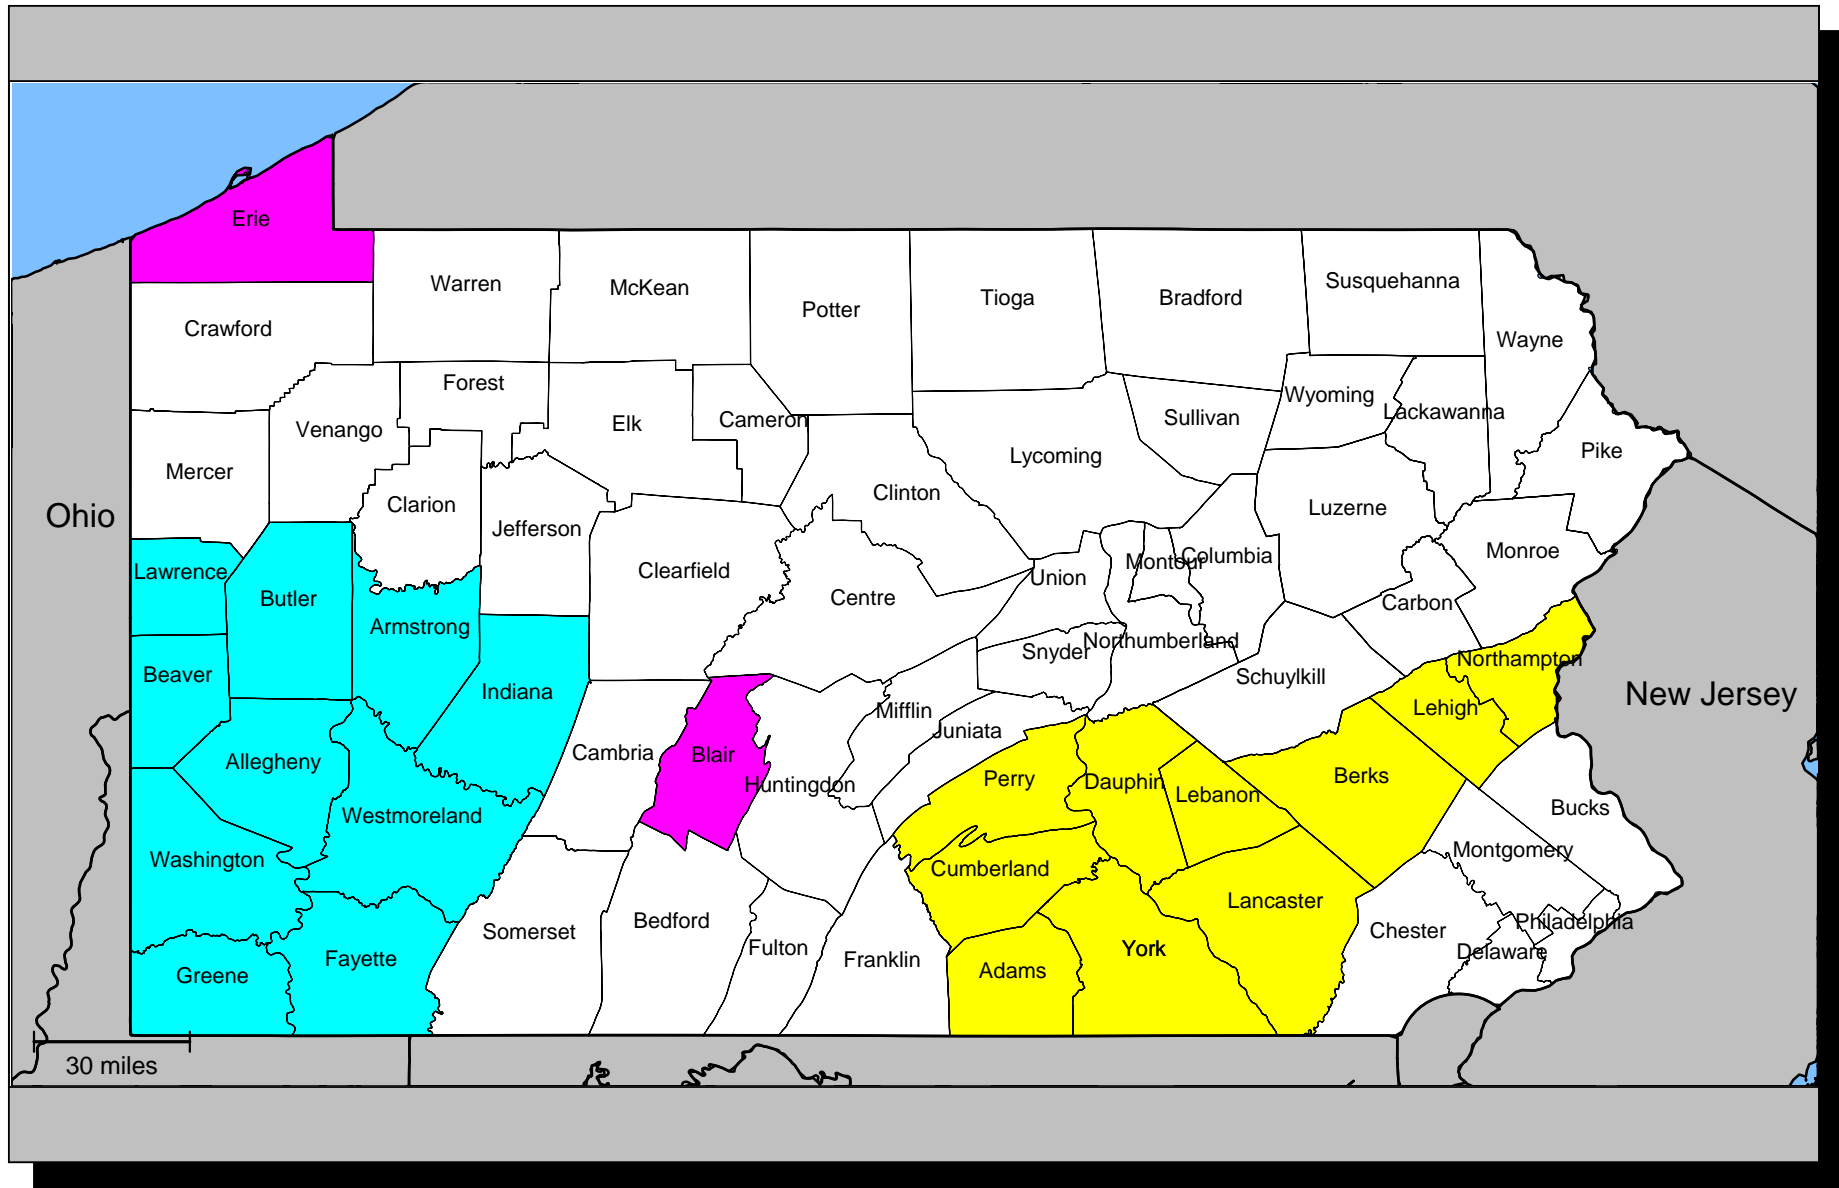 Erie
Warren
McKean
Potter
Tioga
Bradford
Susquehanna
Wayne
Crawford
Forest
Venango
Elk
Cameron
Wyoming
Lackawanna
Sullivan
Pike
Mercer
Lycoming
Clarion
Clinton
Jefferson
Luzerne
Ohio
Monroe
Lawrence
Clearfield
Montour
Columbia
Union
Butler
Centre
Carbon
Armstrong
Northumberland
Snyder
Northampton
Beaver
Indiana
Schuylkill
New Jersey
Mifflin
Lehigh
Juniata
Allegheny
Cambria
Blair
Huntingdon
Perry
Dauphin
Lebanon
Berks
Bucks
Westmoreland
Montgomery
Washington
Cumberland
Lancaster
Somerset
Bedford
Philadelphia
Chester
Fulton
York
Delaware
Fayette
Franklin
Greene
Adams
30 miles